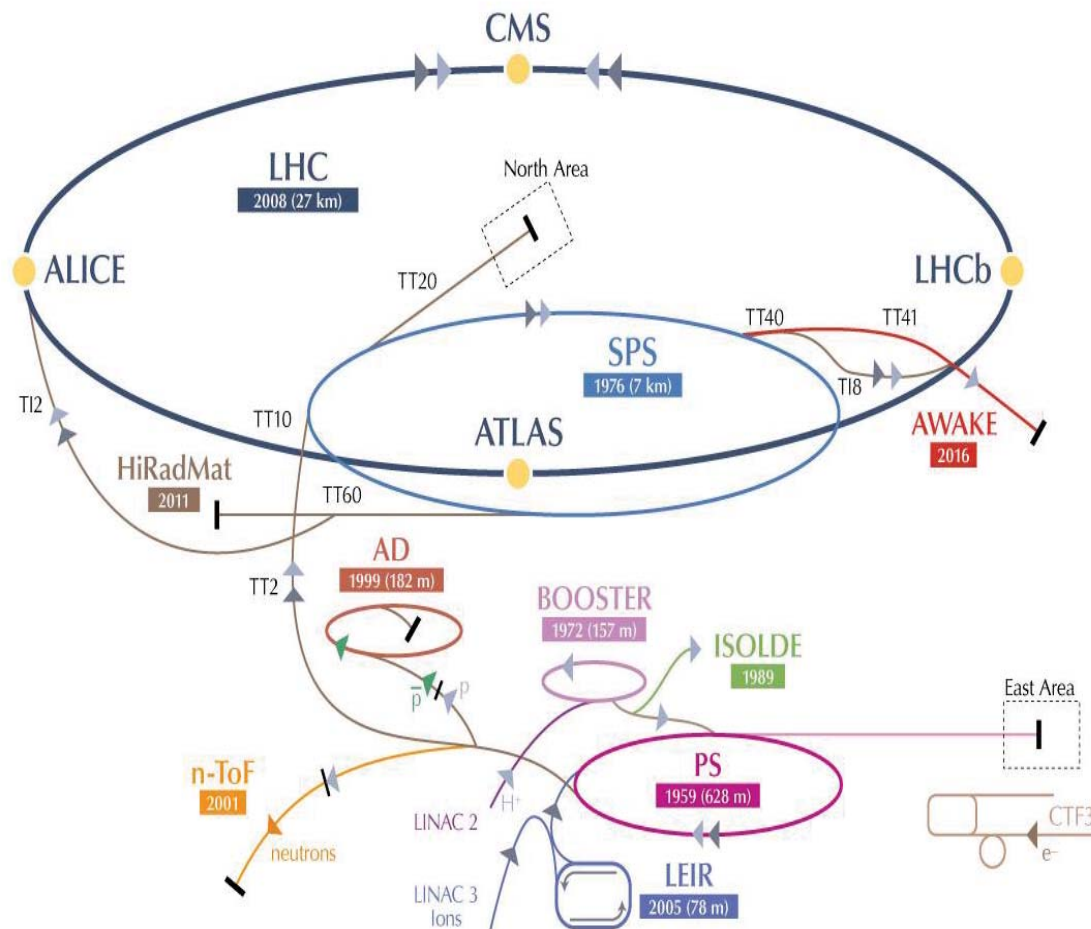 CMS
LHC
2008 (27 km)
North Area
ALICE
TT20
LHCb
TT40
TT41
SPS
1976 (7 km)
TI2
TT10
TI8
ATLAS
AWAKE
2016
HiRadMat
2011
TT60
AD
1999 (182 m)
TT2
BOOSTER
1972 (157 m)
ISOLDE
1989
p̅
p
East Area
n-ToF
2001
PS
1959 (628 m)
LINAC 2
H⁺
neutrons
CTF3
e⁻
LINAC 3
Ions
LEIR
2005 (78 m)